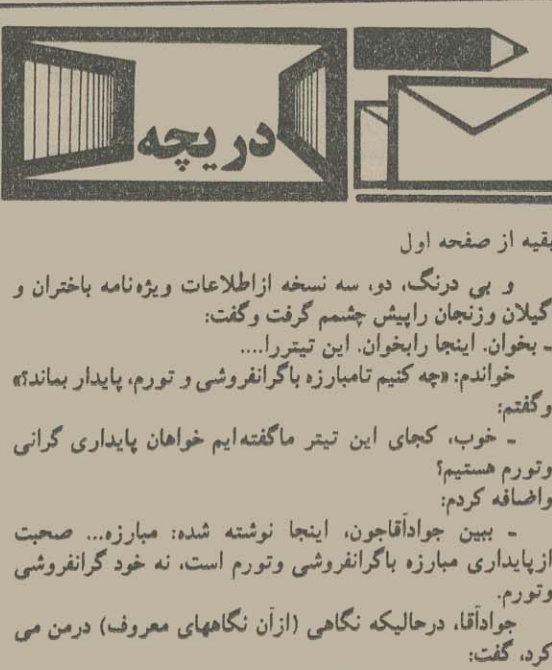 دریچه
بقیه از صفحه اول
و بی درنگ، دو، سه نسخه ازاطلاعات ویژه‌نامه باختران و
گیلان وزنجان راپیش چشمم گرفت وگفت:
ـ بخوان. اینجا رابخوان. این تیتررا....
خواندم: «چه کنیم تامبارزه باگرانفروشی و تورم، پایدار بماند؟»
وگفتم:
ـ خوب، کجای این تیتر ماگفته‌ایم خواهان پایداری گرانی
وتورم هستیم؟
واضافه کردم:
ـ ببین جوادآقاجون، اینجا نوشته شده: مبارزه... صحبت
ازپایداری مبارزه باگرانفروشی وتورم است، نه خود گرانفروشی
وتورم.
جوادآقا، درحالیکه نگاهی (ازآن نگاههای معروف) درمن می
کرد، گفت: